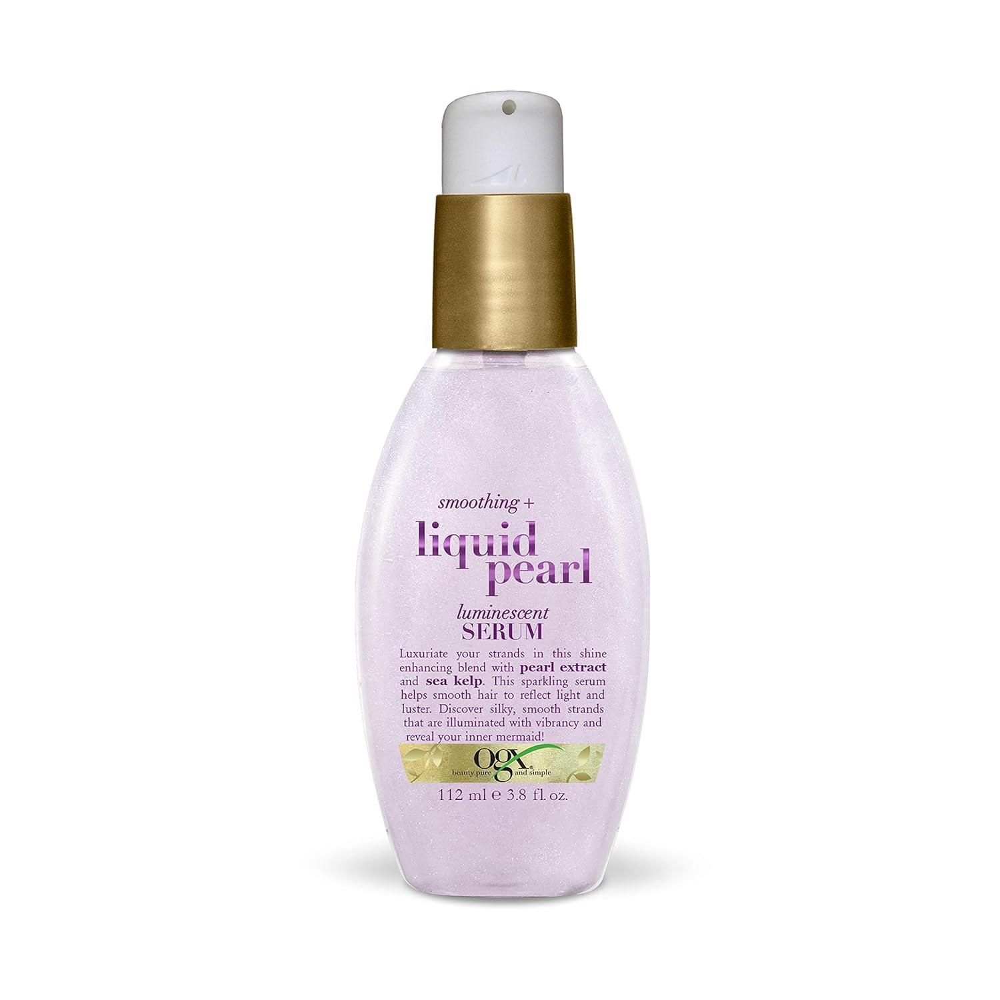 smoothing +
liquid
pearl
luminescent
SERUM
Luxuriate your strands in this shine
enhancing blend with pearl extract
and sea kelp. This sparkling serum
helps smooth hair to reflect light and
luster. Discover silky, smooth strands
that are illuminated with vibrancy and
reveal your inner mermaid!
ogx®
beauty pure and simple
112 ml ℮ 3.8 fl. oz.